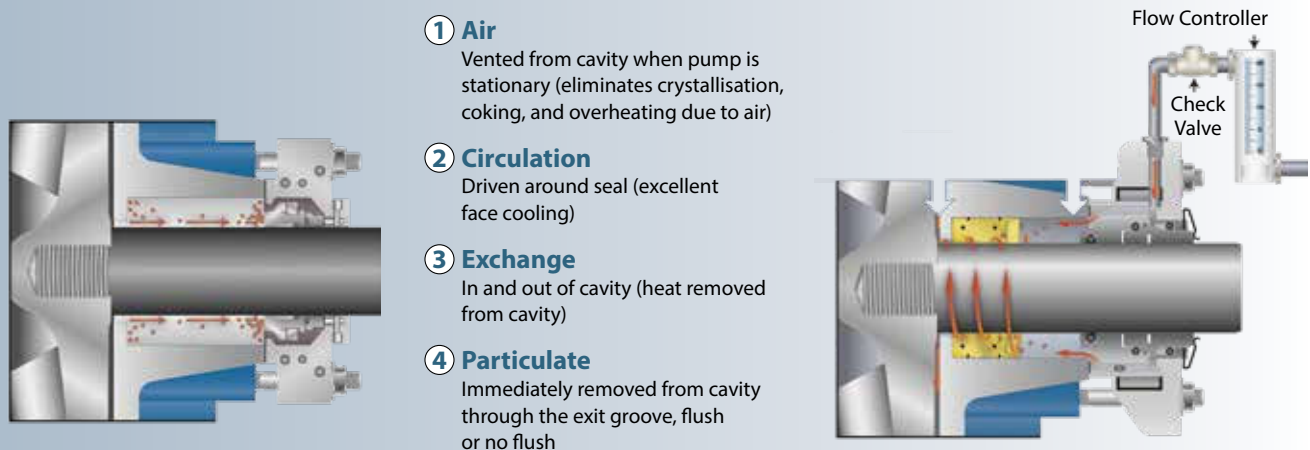 1 Air
Vented from cavity when pump is
stationary (eliminates crystallisation,
coking, and overheating due to air)
2 Circulation
Driven around seal (excellent
face cooling)
3 Exchange
In and out of cavity (heat removed
from cavity)
4 Particulate
Immediately removed from cavity
through the exit groove, flush
or no flush
Flow Controller
Check
Valve